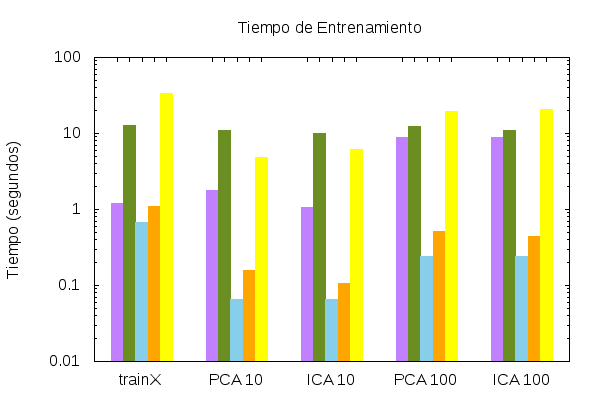 Tiempo de Entrenamiento
Tiempo (segundos)
100
10
1
0.1
0.01
trainX
PCA 10
ICA 10
PCA 100
ICA 100